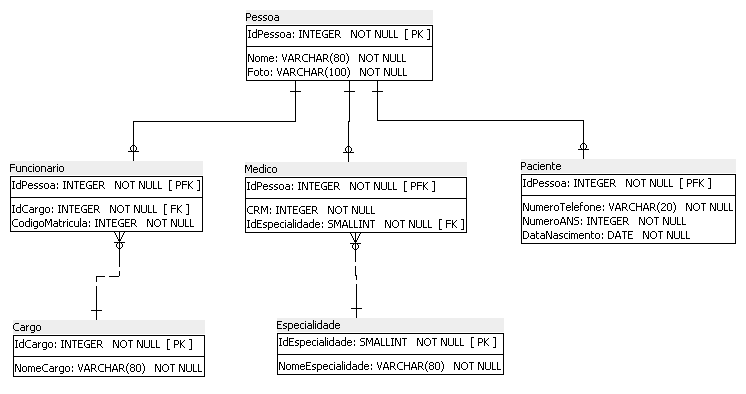 Pessoa
IdPessoa: INTEGER NOT NULL [ PK ]
Nome: VARCHAR(80) NOT NULL
Foto: VARCHAR(100) NOT NULL
Funcionario
IdPessoa: INTEGER NOT NULL [ PFK ]
IdCargo: INTEGER NOT NULL [ FK ]
CodigoMatricula: INTEGER NOT NULL
Medico
IdPessoa: INTEGER NOT NULL [ PFK ]
CRM: INTEGER NOT NULL
IdEspecialidade: SMALLINT NOT NULL [ FK ]
Paciente
IdPessoa: INTEGER NOT NULL [ PFK ]
NumeroTelefone: VARCHAR(20) NOT NULL
NumeroANS: INTEGER NOT NULL
DataNascimento: DATE NOT NULL
Cargo
IdCargo: INTEGER NOT NULL [ PK ]
NomeCargo: VARCHAR(80) NOT NULL
Especialidade
IdEspecialidade: SMALLINT NOT NULL [ PK ]
NomeEspecialidade: VARCHAR(80) NOT NULL